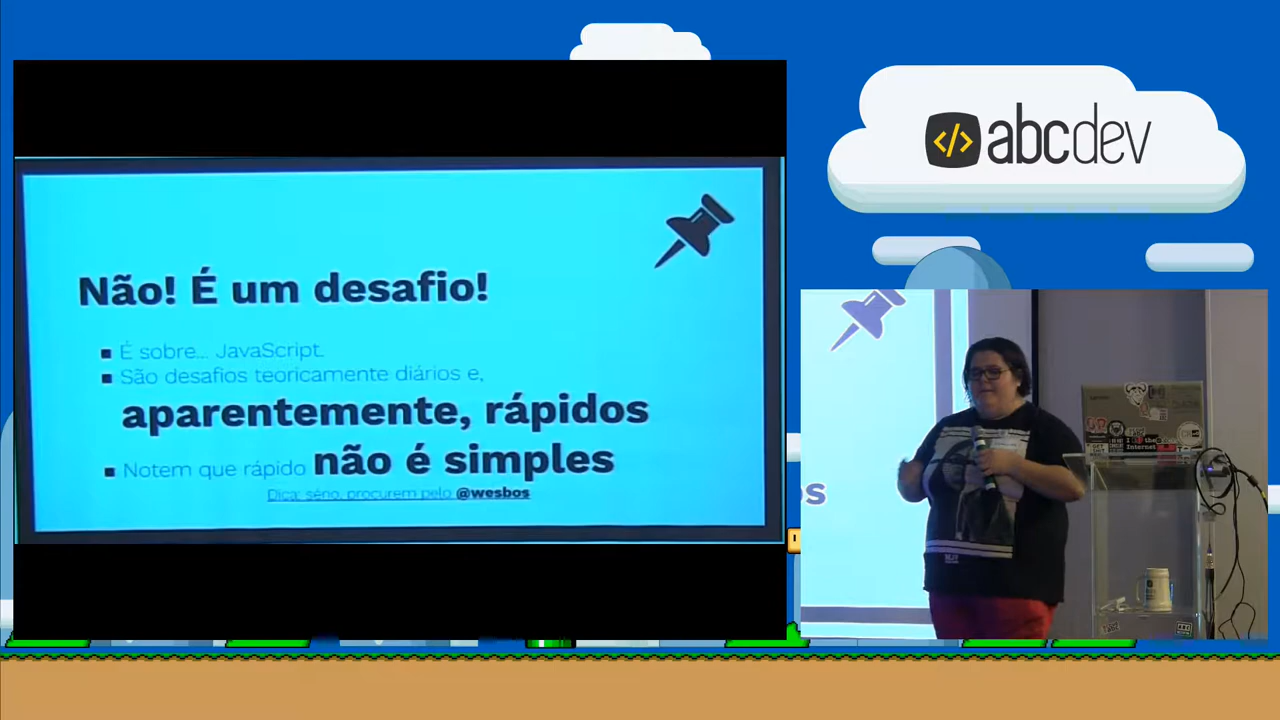 </> abcdev
Não! É um desafio!
É sobre... JavaScript.
São desafios teoricamente diários e,
aparentemente, rápidos
Notem que rápido não é simples
Dica: sério, procurem pelo @wesbos
os